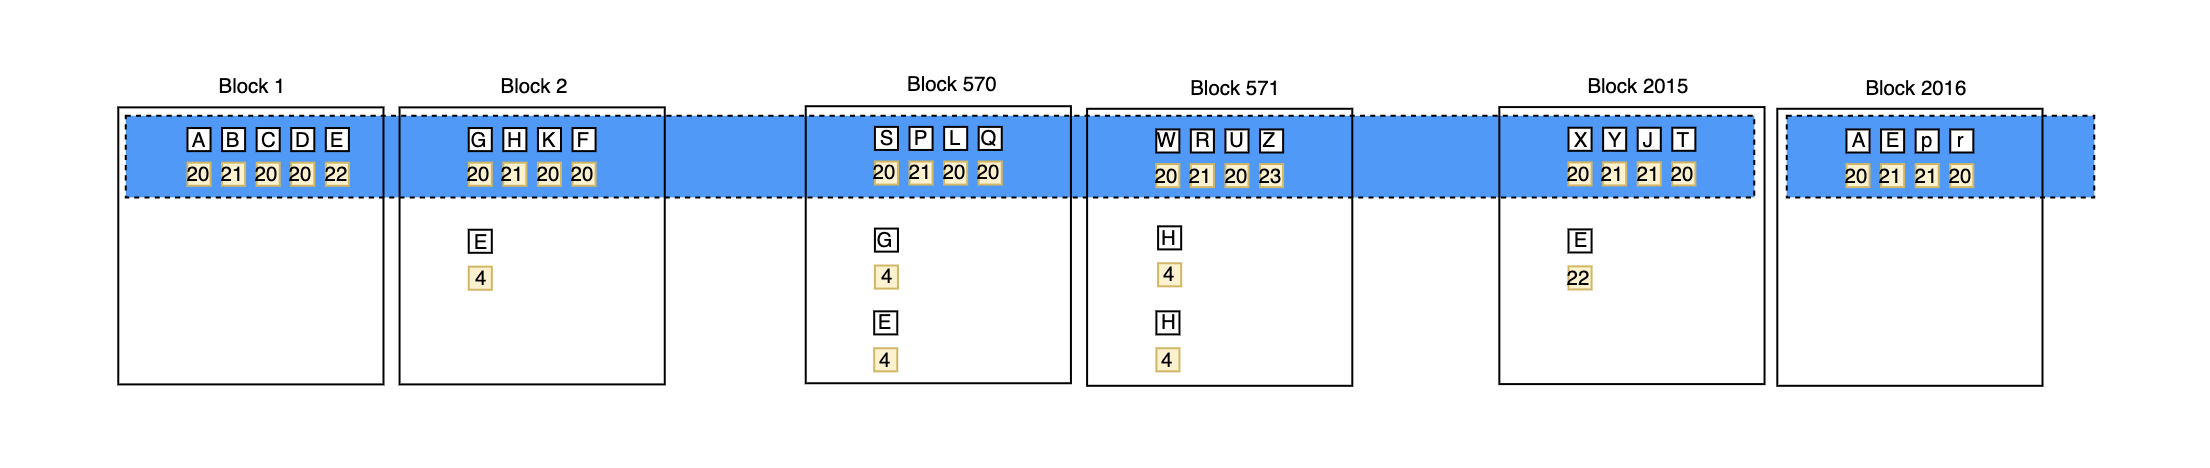 Block 1
A B C D E
20 21 20 20 22
Block 2
G H K F
20 21 20 20
E
4
Block 570
S P L Q
20 21 20 20
G
4
E
4
Block 571
W R U Z
20 21 20 23
H
4
H
4
Block 2015
X Y J T
20 21 21 20
E
22
Block 2016
A E p r
20 21 21 20